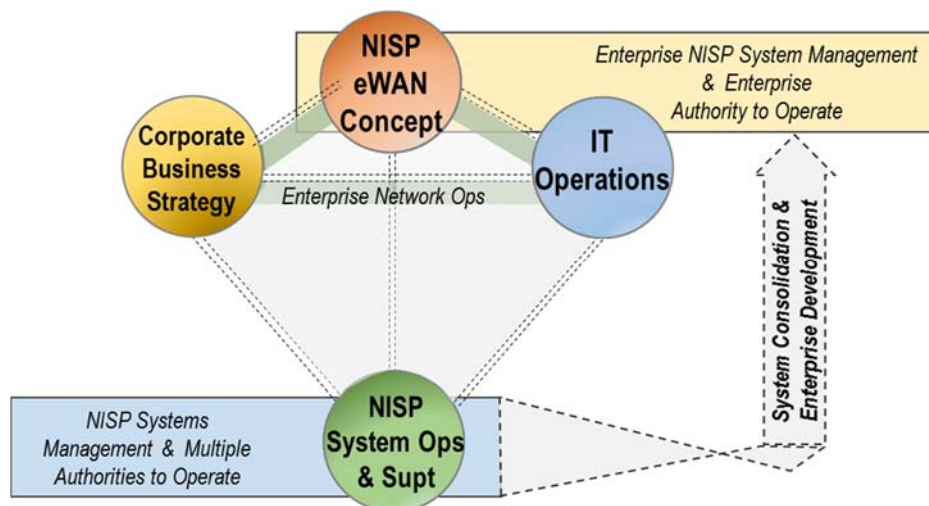 NISP
eWAN
Concept
Enterprise NISP System Management
& Enterprise
Authority to Operate
Corporate
Business
Strategy
IT
Operations
Enterprise Network Ops
System Consolidation &
Enterprise Development
NISP Systems
Management & Multiple
Authorities to Operate
NISP
System Ops
& Supt